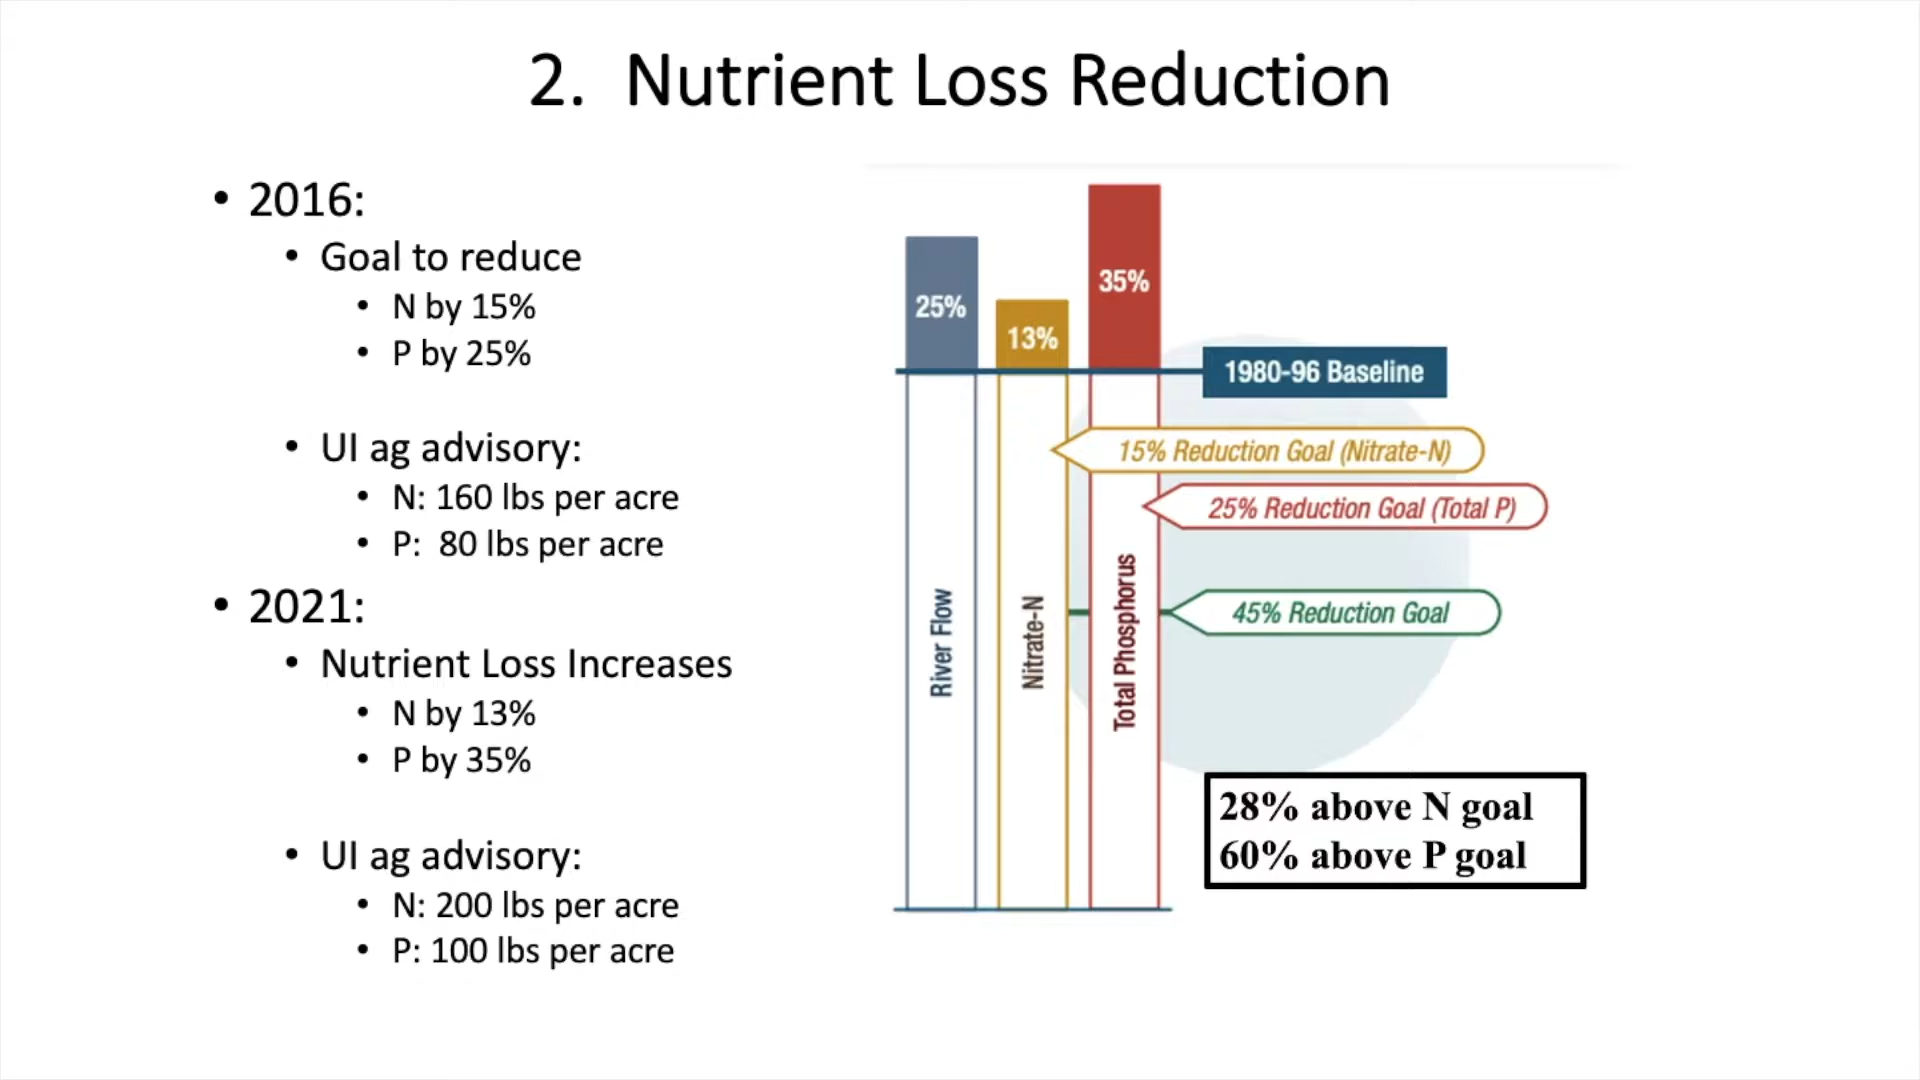 2. Nutrient Loss Reduction
• 2016:
• Goal to reduce
• N by 15%
• P by 25%
• UI ag advisory:
• N: 160 lbs per acre
• P: 80 lbs per acre
• 2021:
• Nutrient Loss Increases
• N by 13%
• P by 35%
• UI ag advisory:
• N: 200 lbs per acre
• P: 100 lbs per acre
25%
13%
35%
1980-96 Baseline
15% Reduction Goal (Nitrate-N)
25% Reduction Goal (Total P)
45% Reduction Goal
River Flow
Nitrate-N
Total Phosphorus
28% above N goal
60% above P goal